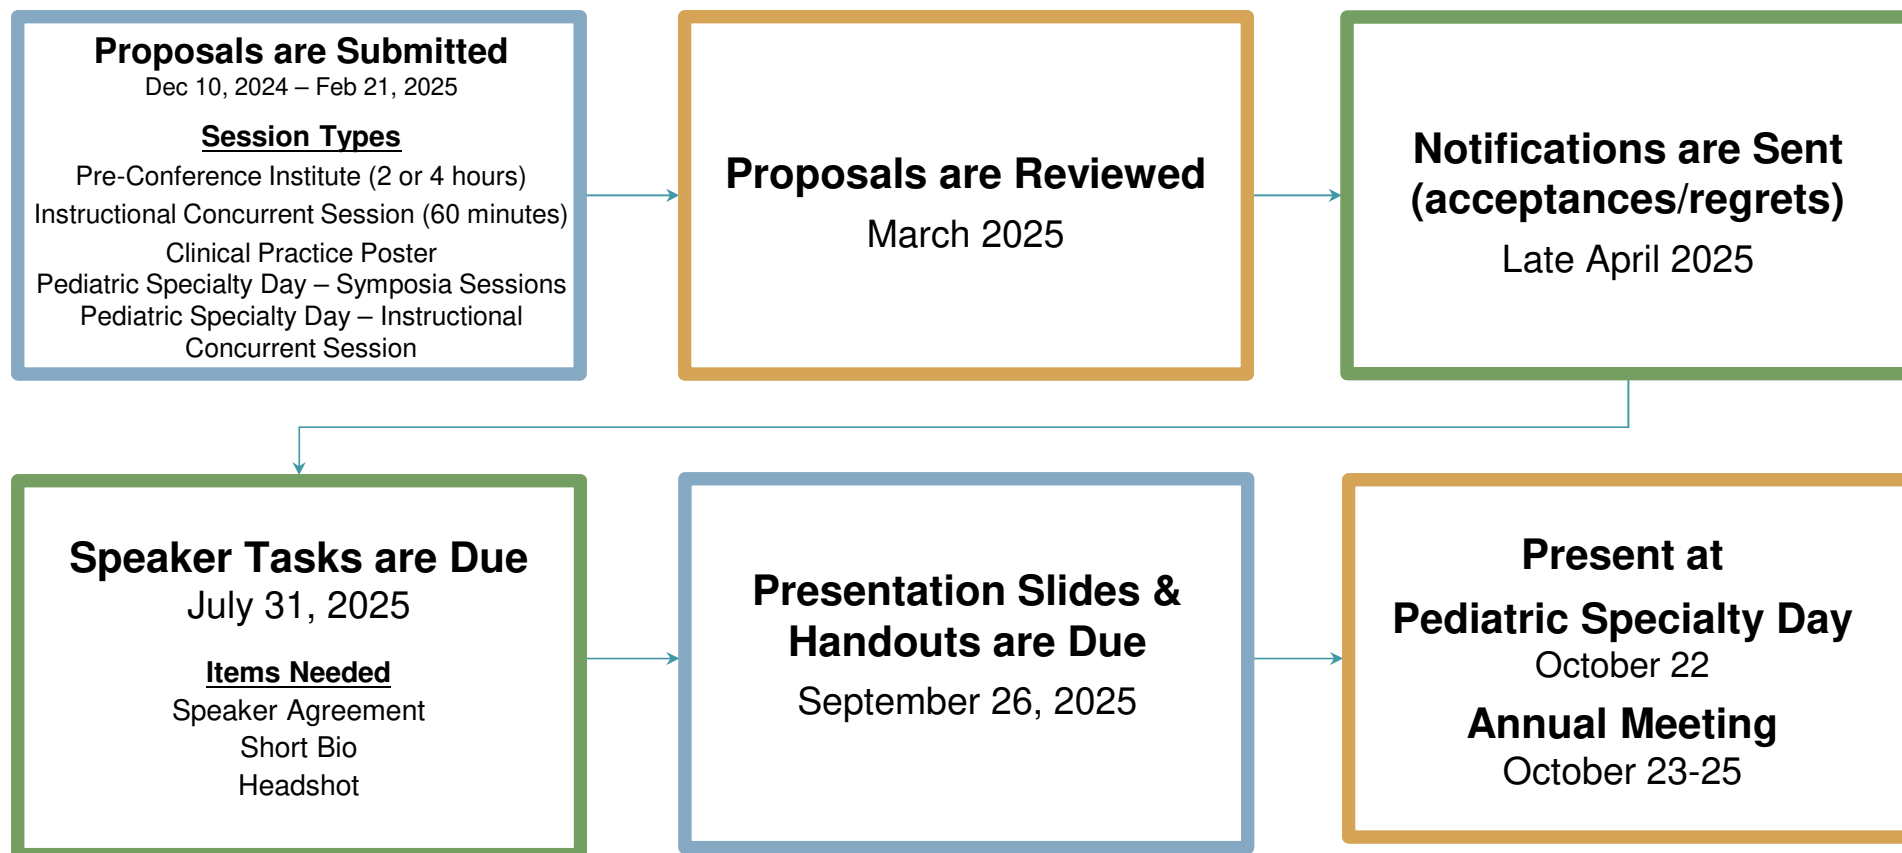 Proposals are Submitted
Dec 10, 2024 – Feb 21, 2025
Session Types
Pre-Conference Institute (2 or 4 hours)
Instructional Concurrent Session (60 minutes)
Clinical Practice Poster
Pediatric Specialty Day – Symposia Sessions
Pediatric Specialty Day – Instructional
Concurrent Session
Proposals are Reviewed
March 2025
Notifications are Sent
(acceptances/regrets)
Late April 2025
Speaker Tasks are Due
July 31, 2025
Items Needed
Speaker Agreement
Short Bio
Headshot
Presentation Slides &
Handouts are Due
September 26, 2025
Present at
Pediatric Specialty Day
October 22
Annual Meeting
October 23-25